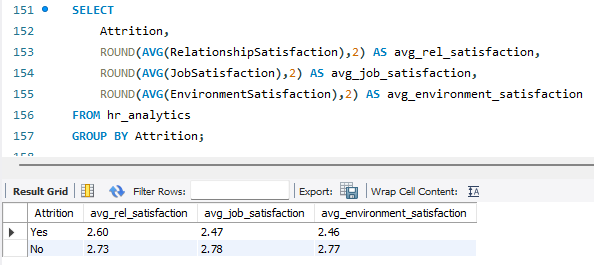 151 SELECT
152 Attrition,
153 ROUND(AVG(RelationshipSatisfaction),2) AS avg_rel_satisfaction,
154 ROUND(AVG(JobSatisfaction),2) AS avg_job_satisfaction,
155 ROUND(AVG(EnvironmentSatisfaction),2) AS avg_environment_satisfaction
156 FROM hr_analytics
157 GROUP BY Attrition;
Result Grid Filter Rows: Export: Wrap Cell Content:
Attrition avg_rel_satisfaction avg_job_satisfaction avg_environment_satisfaction
Yes 2.60 2.47 2.46
No 2.73 2.78 2.77